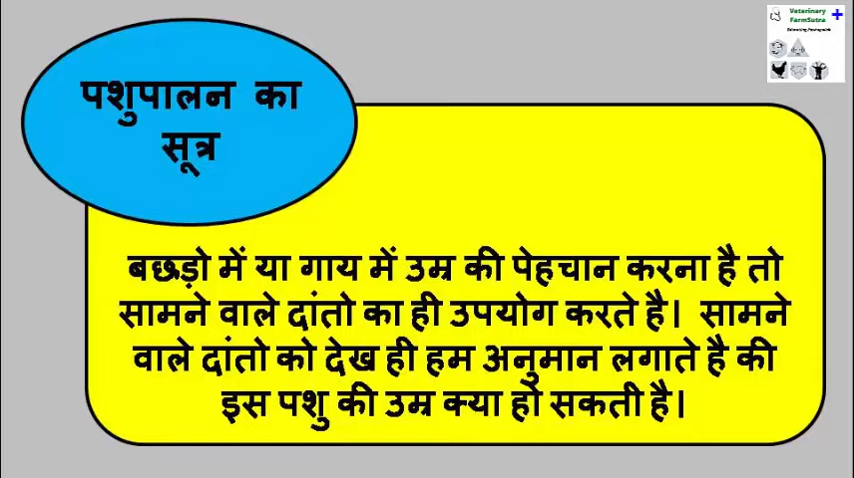 Veterinary
FarmSutra
पशुपालन का
सूत्र
बछड़ो में या गाय में उम्र की पेहचान करना है तो
सामने वाले दांतो का ही उपयोग करते है। सामने
वाले दांतो को देख ही हम अनुमान लगाते है की
इस पशु की उम्र क्या हो सकती है।